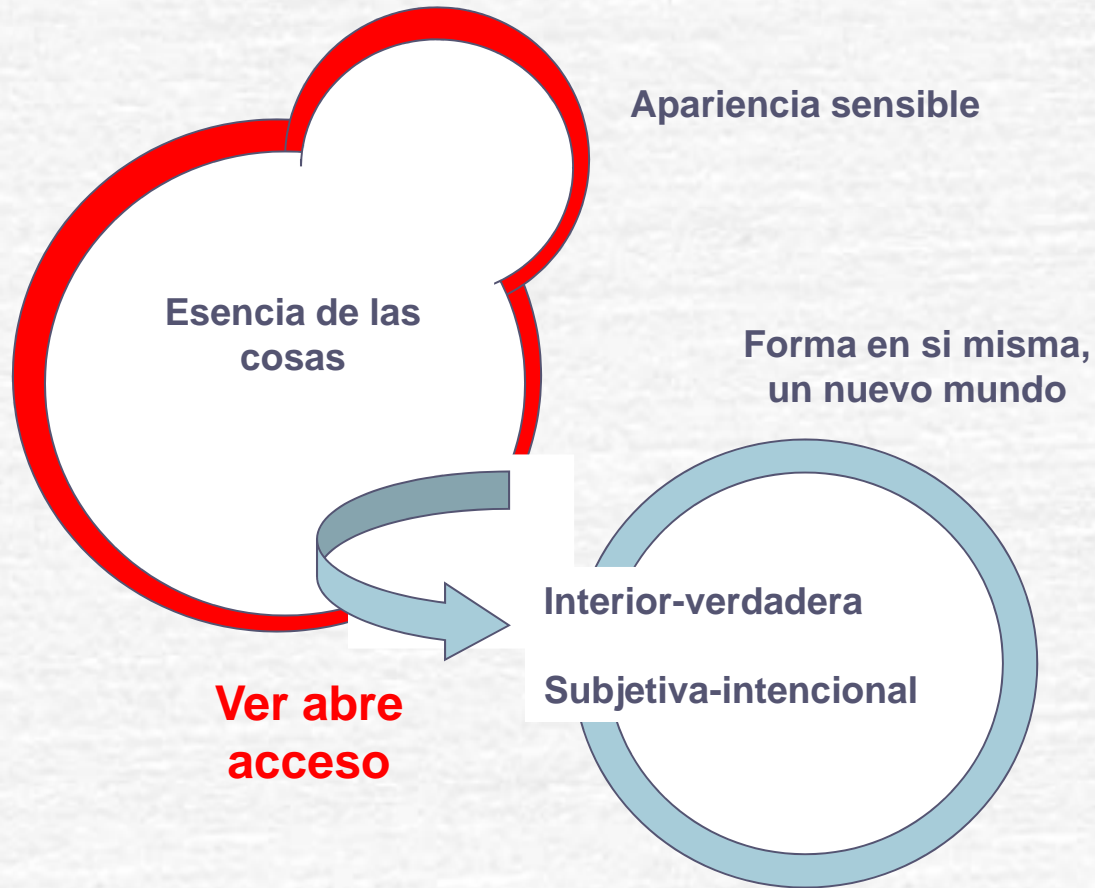 Apariencia sensible
Esencia de las
cosas
Forma en si misma,
un nuevo mundo
Interior-verdadera
Subjetiva-intencional
Ver abre
acceso